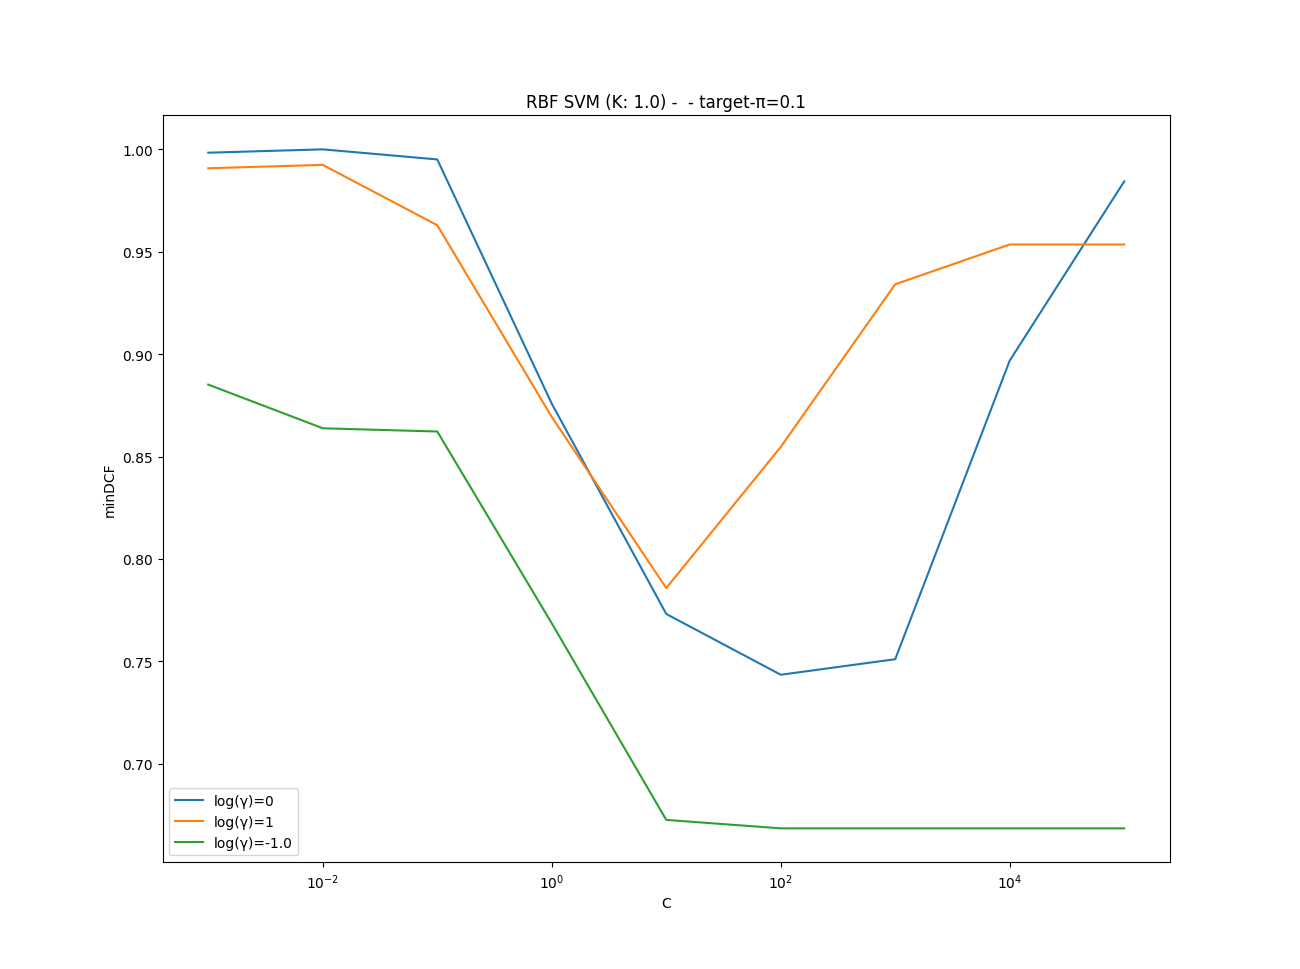 RBF SVM (K: 1.0) -  - target-π=0.1
1.00
0.95
0.90
0.85
0.80
0.75
0.70
minDCF
log(γ)=0
log(γ)=1
log(γ)=-1.0
10⁻² 10⁰ 10² 10⁴
C